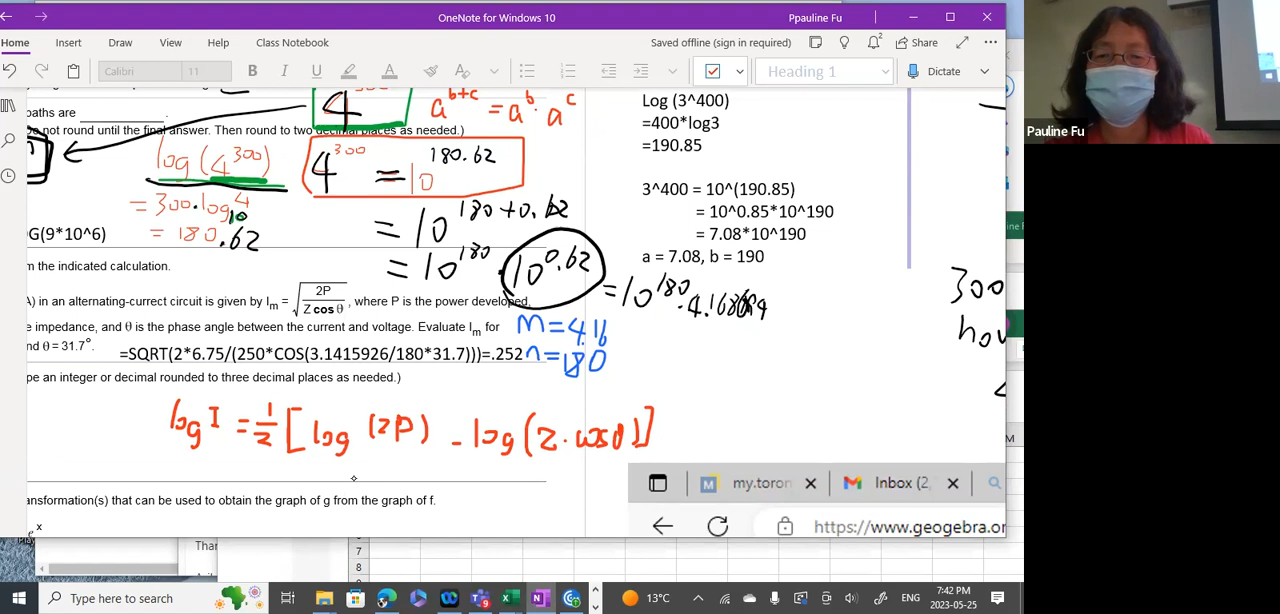 OneNote for Windows 10
Ppauline Fu
Home Insert Draw View Help Class Notebook
Saved offline (sign in required)
Share
Calibri 11
B I U A
Heading 1
Dictate
Pauline Fu
paths are
Do not round until the final answer. Then round to two decimal places as needed.)
a^(b+c) = a^b · a^c
log(4^300)
= 300·log₁₀4
= 180.62
4^300 = 10^180.62
= 10^(180+0.62)
= 10^180 · 10^0.62
= 10^180
m = 4.16
n = 180
OG(9*10^6)
Log (3^400)
=400*log3
=190.85
3^400 = 10^(190.85)
= 10^0.85*10^190
= 7.08*10^190
a = 7.08, b = 190
300
how
m the indicated calculation.
A) in an alternating-currect circuit is given by I_m = √(2P / Z cos θ), where P is the power developed,
e impedance, and θ is the phase angle between the current and voltage. Evaluate I_m for
nd θ = 31.7°.
=SQRT(2*6.75/(250*COS(3.1415926/180*31.7)))=.252
pe an integer or decimal rounded to three decimal places as needed.)
log I = 1/2 [log (2P) - log (Z·cosθ)]
ansformation(s) that can be used to obtain the graph of g from the graph of f.
x
my.toron
Inbox (2,
https://www.geogebra.or
M
Than
7
8
Type here to search
13°C
ENG
7:42 PM
2023-05-25